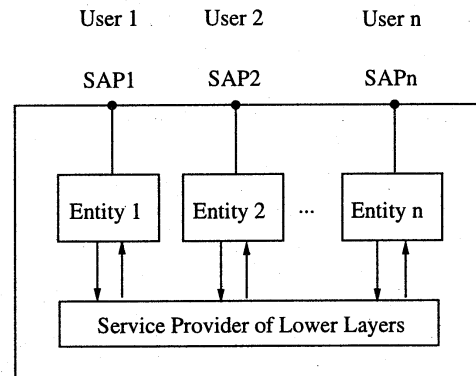 User 1 User 2 User n
SAP1 SAP2 SAPn
Entity 1 Entity 2 ... Entity n
Service Provider of Lower Layers